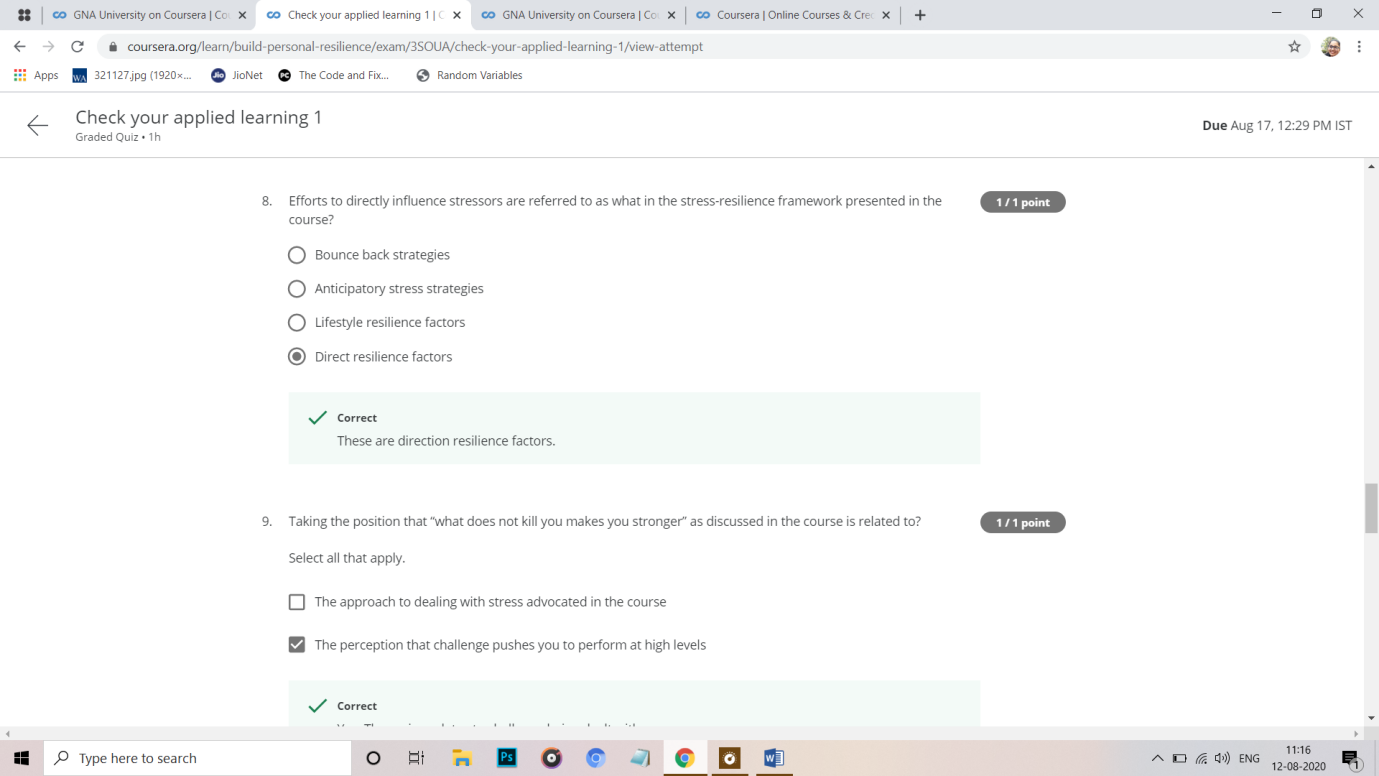 GNA University on Coursera | Co
Check your applied learning 1 | C
GNA University on Coursera | Co
Coursera | Online Courses & Cre
coursera.org/learn/build-personal-resilience/exam/3SOUA/check-your-applied-learning-1/view-attempt
Apps
321127.jpg (1920×...
JioNet
The Code and Fix...
Random Variables
Check your applied learning 1
Graded Quiz • 1h
Due Aug 17, 12:29 PM IST
8. Efforts to directly influence stressors are referred to as what in the stress-resilience framework presented in the
course?
1 / 1 point
Bounce back strategies
Anticipatory stress strategies
Lifestyle resilience factors
Direct resilience factors
Correct
These are direction resilience factors.
9. Taking the position that “what does not kill you makes you stronger” as discussed in the course is related to?
1 / 1 point
Select all that apply.
The approach to dealing with stress advocated in the course
The perception that challenge pushes you to perform at high levels
Correct
Type here to search
Ps
ENG
11:16
12-08-2020
1